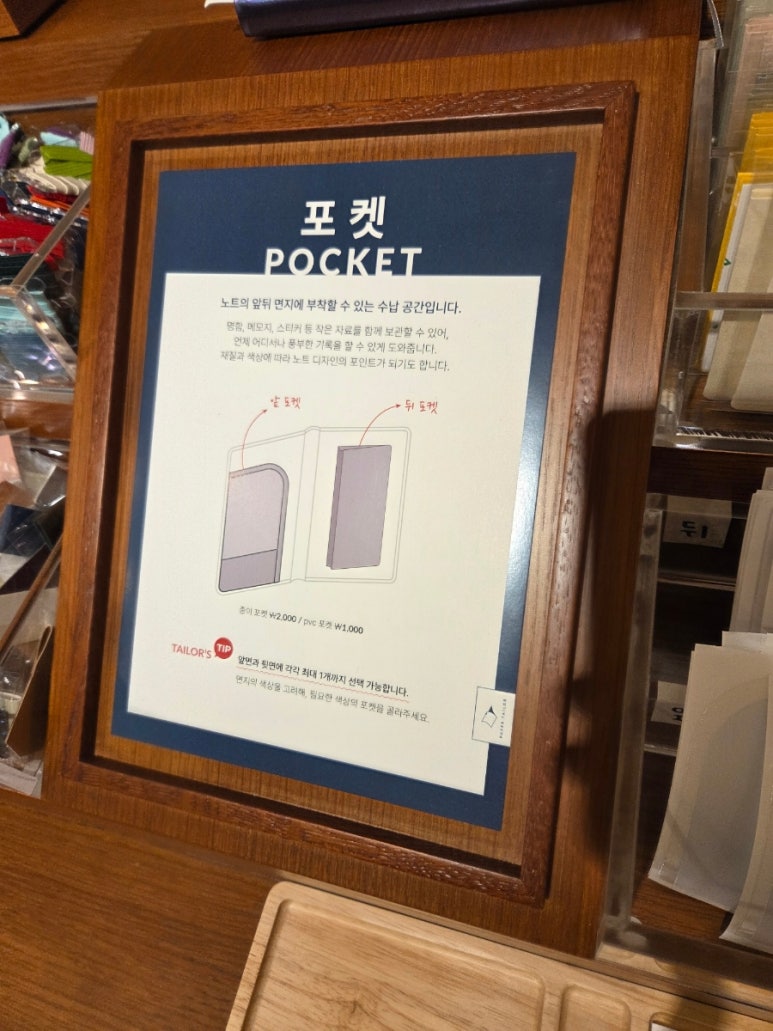 포켓
POCKET
노트의 앞뒤 면지에 부착할 수 있는 수납 공간입니다.
명함, 메모지, 스티커 등 작은 자료를 함께 보관할 수 있어,
언제 어디서나 풍부한 기록을 할 수 있게 도와줍니다.
재질과 색상에 따라 노트 디자인의 포인트가 되기도 합니다.
앞 포켓
뒤 포켓
종이 포켓 ₩2,000 / pvc 포켓 ₩1,000
TAILOR'S TIP
앞면과 뒷면에 각각 최대 1개까지 선택 가능합니다.
면지의 색상을 고려해, 필요한 색상의 포켓을 골라주세요.
PAPER TAILOR
뒤
앞